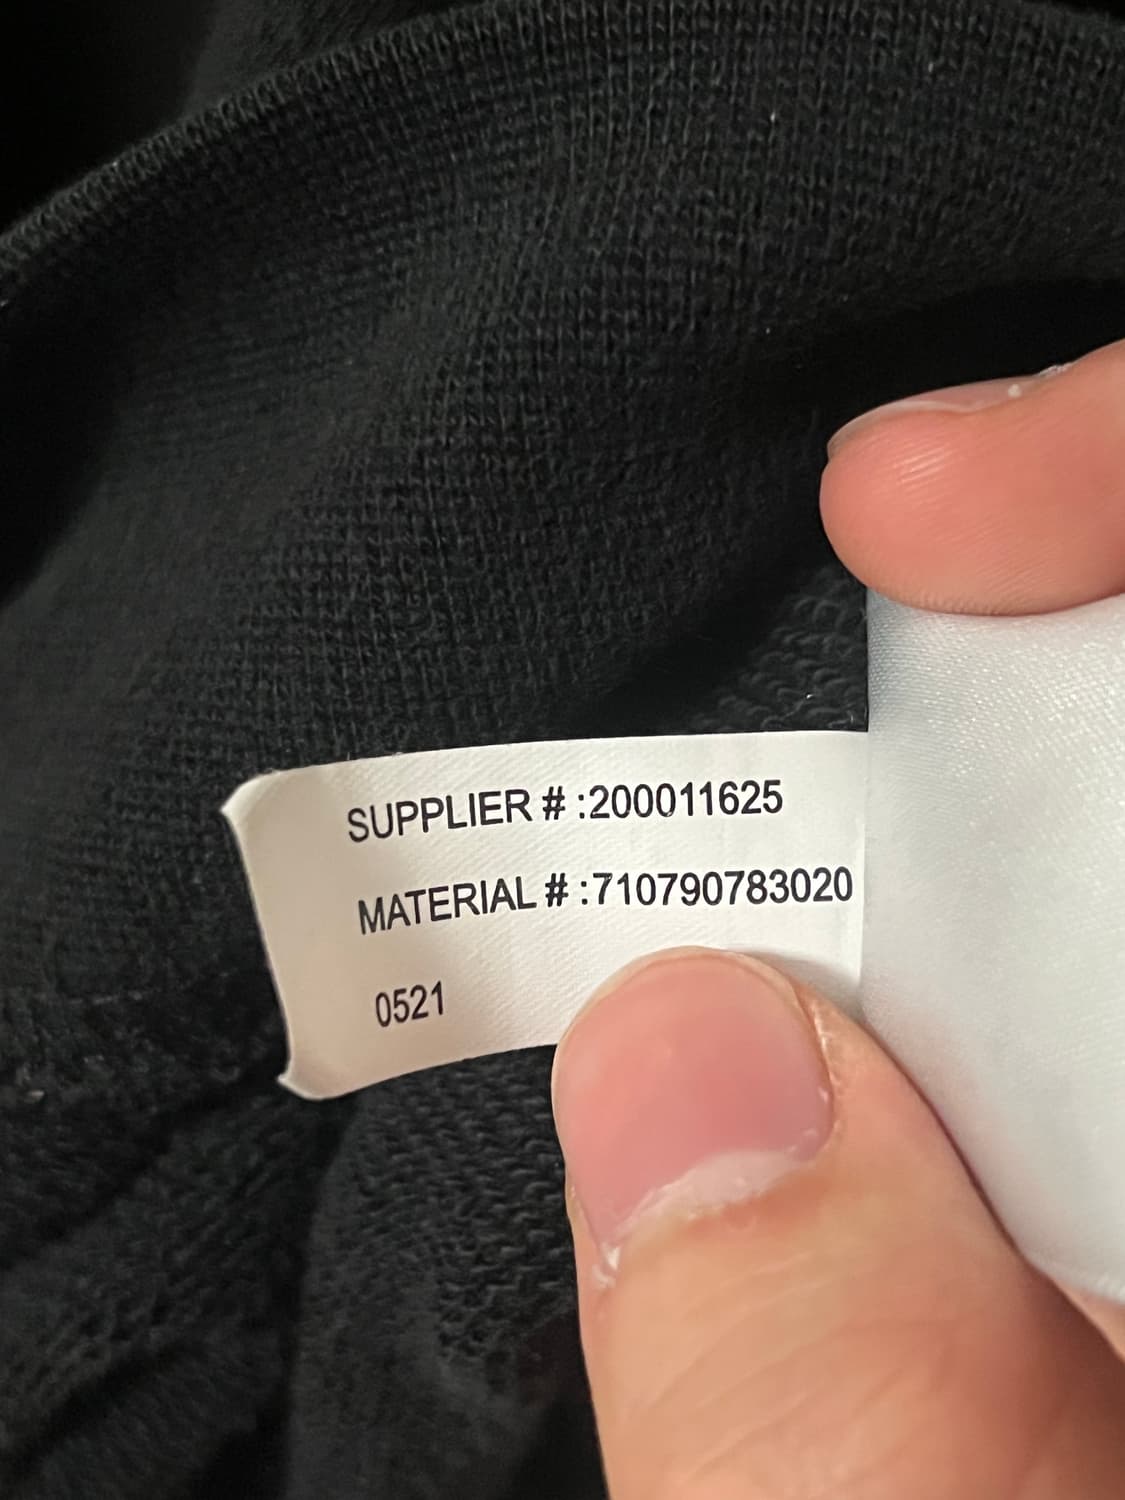 SUPPLIER # :200011625
MATERIAL # :710790783020
0521